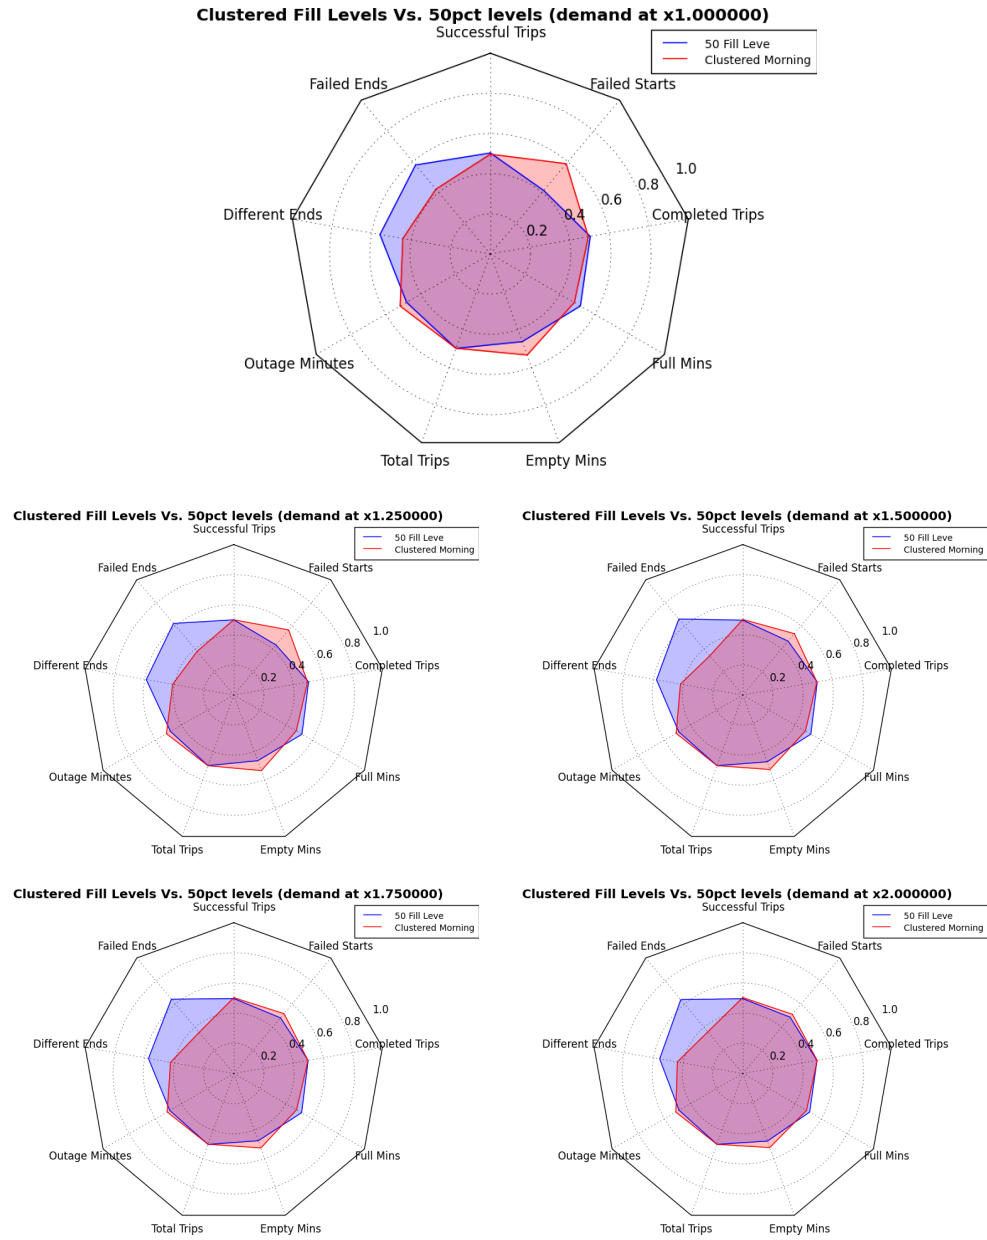 Clustered Fill Levels Vs. 50pct levels (demand at x1.000000)
Successful Trips
50 Fill Leve
Clustered Morning
Failed Ends
Failed Starts
1.0
0.8
0.6
0.4
0.2
Different Ends
Completed Trips
Outage Minutes
Full Mins
Total Trips
Empty Mins
Clustered Fill Levels Vs. 50pct levels (demand at x1.250000)
Successful Trips
50 Fill Leve
Clustered Morning
Failed Ends
Failed Starts
1.0
0.8
0.6
0.4
0.2
Different Ends
Completed Trips
Outage Minutes
Full Mins
Total Trips
Empty Mins
Clustered Fill Levels Vs. 50pct levels (demand at x1.500000)
Successful Trips
50 Fill Leve
Clustered Morning
Failed Ends
Failed Starts
1.0
0.8
0.6
0.4
0.2
Different Ends
Completed Trips
Outage Minutes
Full Mins
Total Trips
Empty Mins
Clustered Fill Levels Vs. 50pct levels (demand at x1.750000)
Successful Trips
50 Fill Leve
Clustered Morning
Failed Ends
Failed Starts
1.0
0.8
0.6
0.4
0.2
Different Ends
Completed Trips
Outage Minutes
Full Mins
Total Trips
Empty Mins
Clustered Fill Levels Vs. 50pct levels (demand at x2.000000)
Successful Trips
50 Fill Leve
Clustered Morning
Failed Ends
Failed Starts
1.0
0.8
0.6
0.4
0.2
Different Ends
Completed Trips
Outage Minutes
Full Mins
Total Trips
Empty Mins